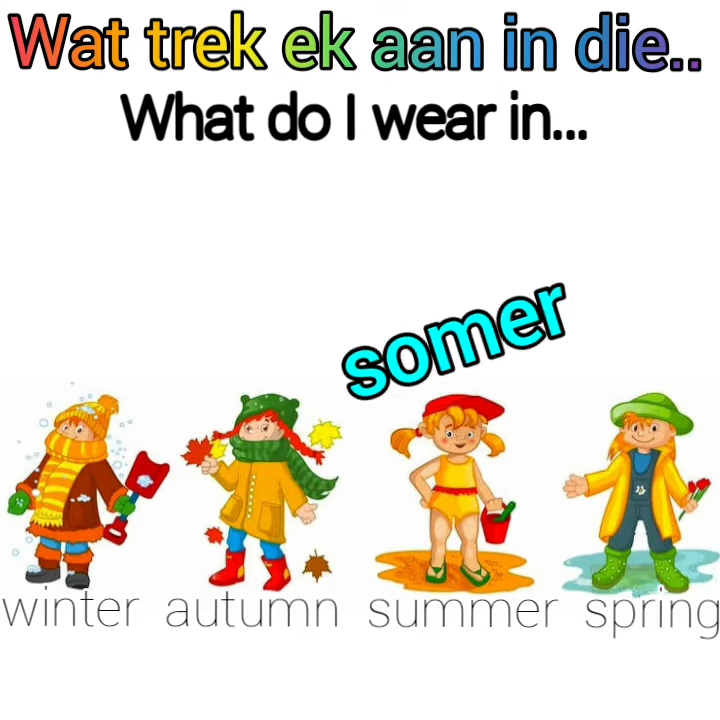 Wat trek ek aan in die..
What do I wear in...
somer
winter autumn summer spring